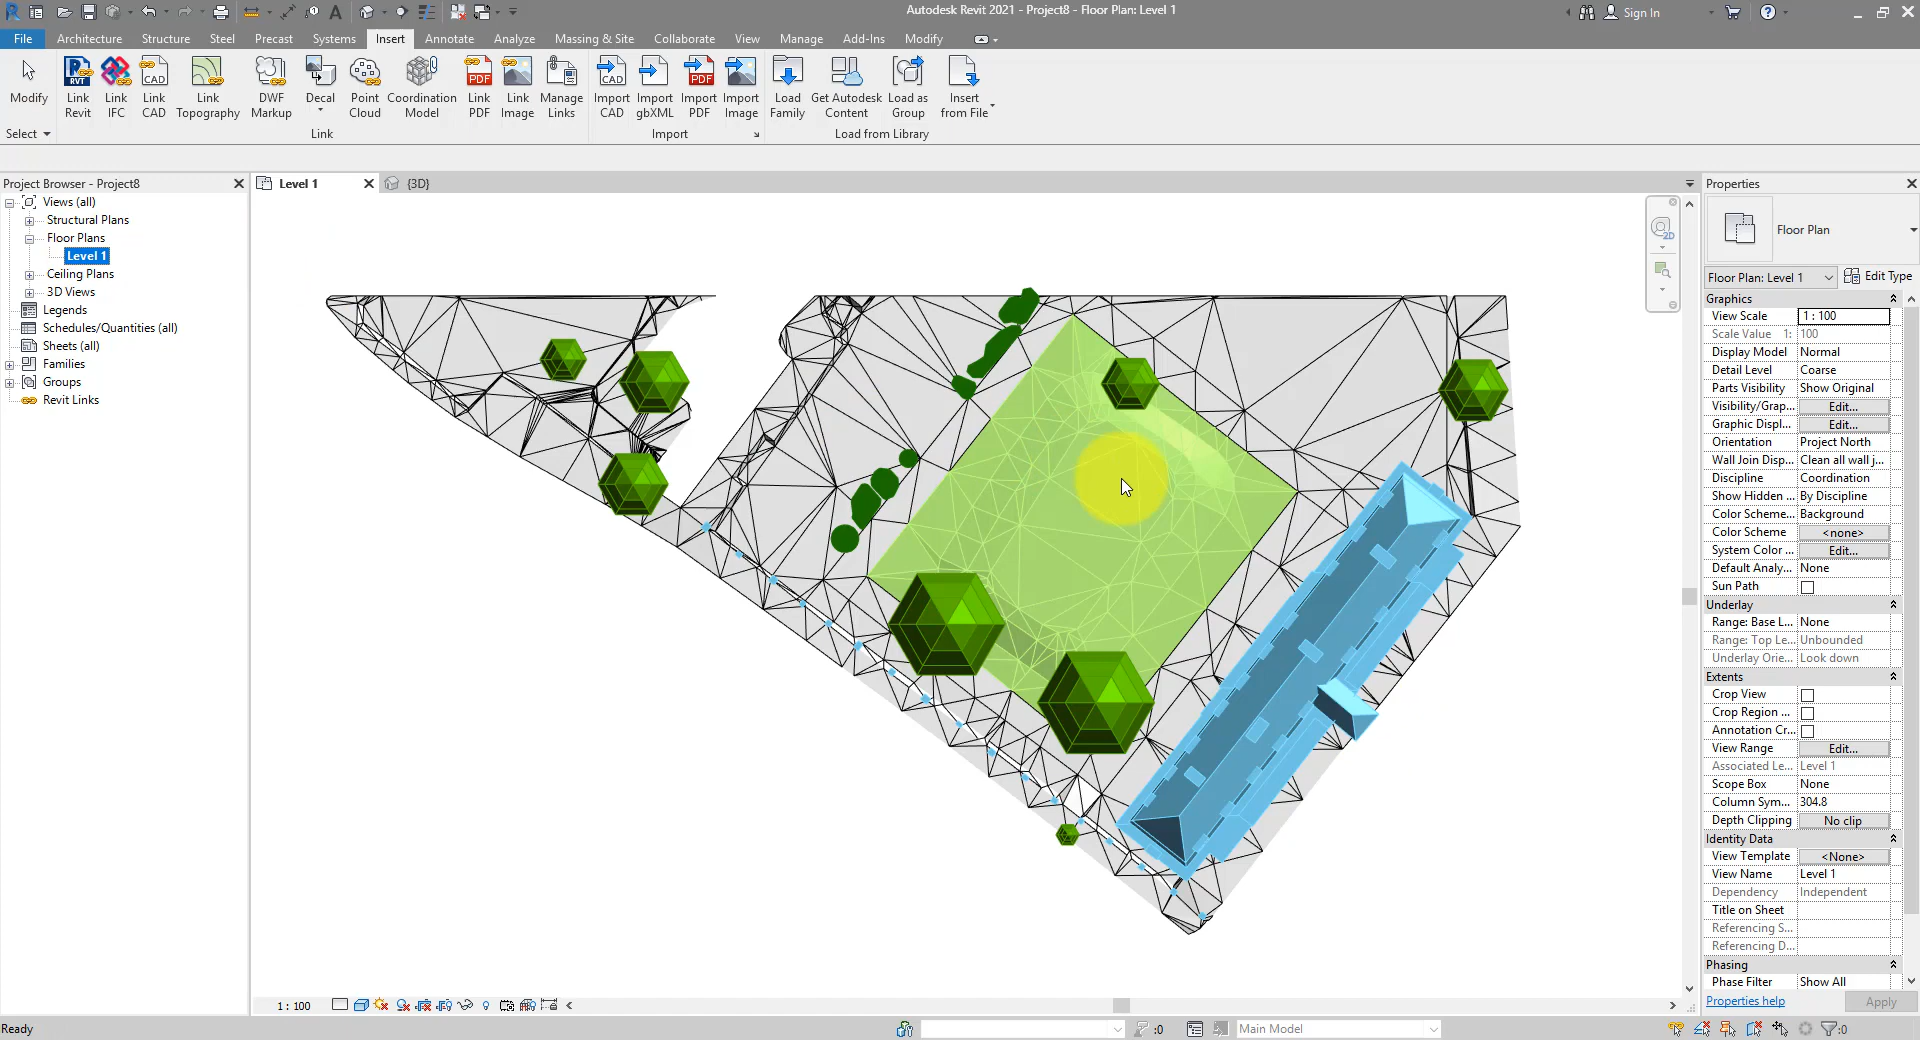 Autodesk Revit 2021 - Project8 - Floor Plan: Level 1
Sign In
File Architecture Structure Steel Precast Systems Insert Annotate Analyze Massing & Site Collaborate View Manage Add-Ins Modify
Modify
Link Revit
Link IFC
Link CAD
Link Topography
DWF Markup
Decal
Point Cloud
Coordination Model
Link PDF
Link Image
Manage Links
Import CAD
Import gbXML
Import PDF
Import Image
Load Family
Get Autodesk Content
Load as Group
Insert from File
Select
Link
Import
Load from Library
Project Browser - Project8
Views (all)
Structural Plans
Floor Plans
Level 1
Ceiling Plans
3D Views
Legends
Schedules/Quantities (all)
Sheets (all)
Families
Groups
Revit Links
Level 1
{3D}
2D
Properties
Floor Plan
Floor Plan: Level 1
Edit Type
Graphics
View Scale 1 : 100
Scale Value 1: 100
Display Model Normal
Detail Level Coarse
Parts Visibility Show Original
Visibility/Grap... Edit...
Graphic Displ... Edit...
Orientation Project North
Wall Join Disp... Clean all wall j...
Discipline Coordination
Show Hidden ... By Discipline
Color Scheme... Background
Color Scheme <none>
System Color ... Edit...
Default Analy... None
Sun Path
Underlay
Range: Base L... None
Range: Top Le... Unbounded
Underlay Orie... Look down
Extents
Crop View
Crop Region ...
Annotation Cr...
View Range Edit...
Associated Le... Level 1
Scope Box None
Column Sym... 304.8
Depth Clipping No clip
Identity Data
View Template <None>
View Name Level 1
Dependency Independent
Title on Sheet
Referencing S...
Referencing D...
Phasing
Phase Filter Show All
Properties help
Apply
1 : 100
Ready
:0
Main Model
:0